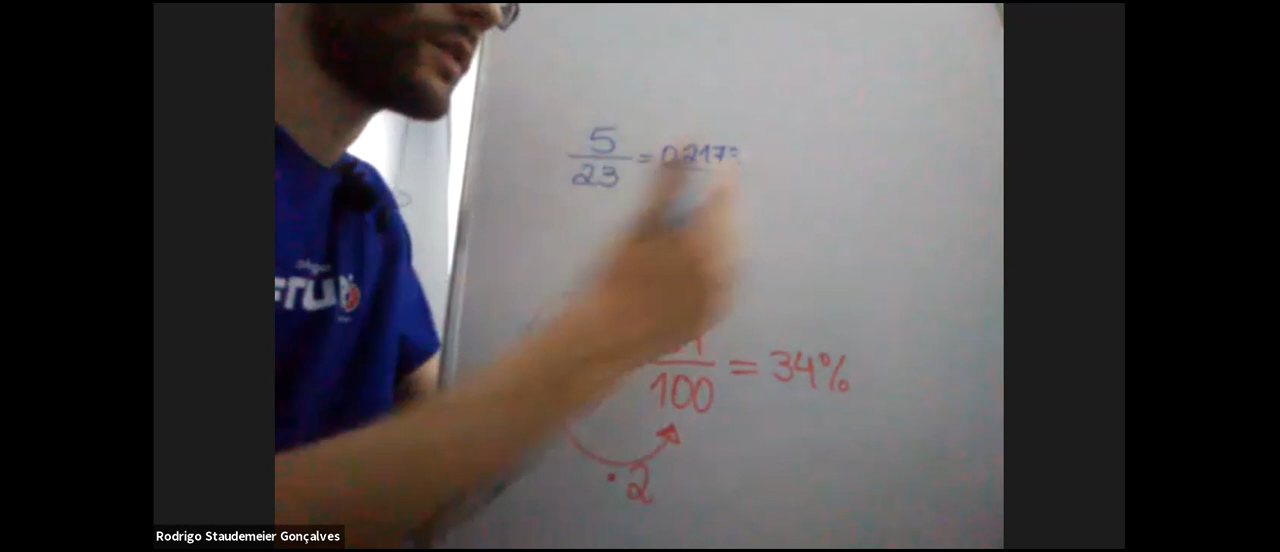 5
23 = 0,217
100 = 34%
· 2
Rodrigo Staudemeier Gonçalves